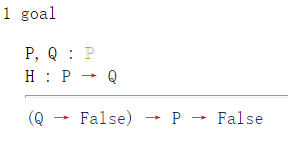 1 goal
P, Q : P
H : P → Q
(Q → False) → P → False